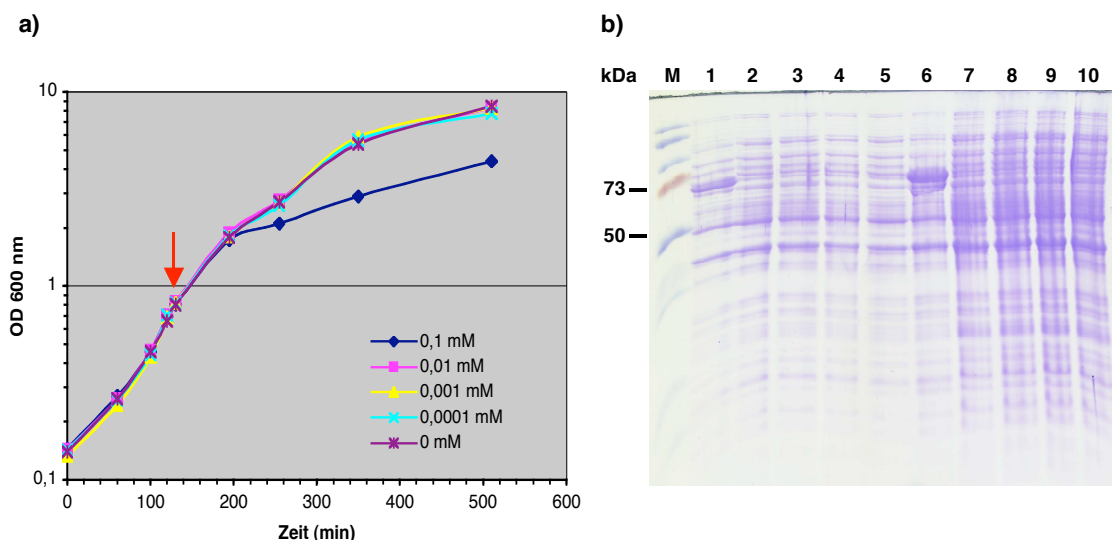 a)
10
1
0,1
OD 600 nm
0,1 mM
0,01 mM
0,001 mM
0,0001 mM
0 mM
0 100 200 300 400 500 600
Zeit (min)
b)
kDa M 1 2 3 4 5 6 7 8 9 10
73
50